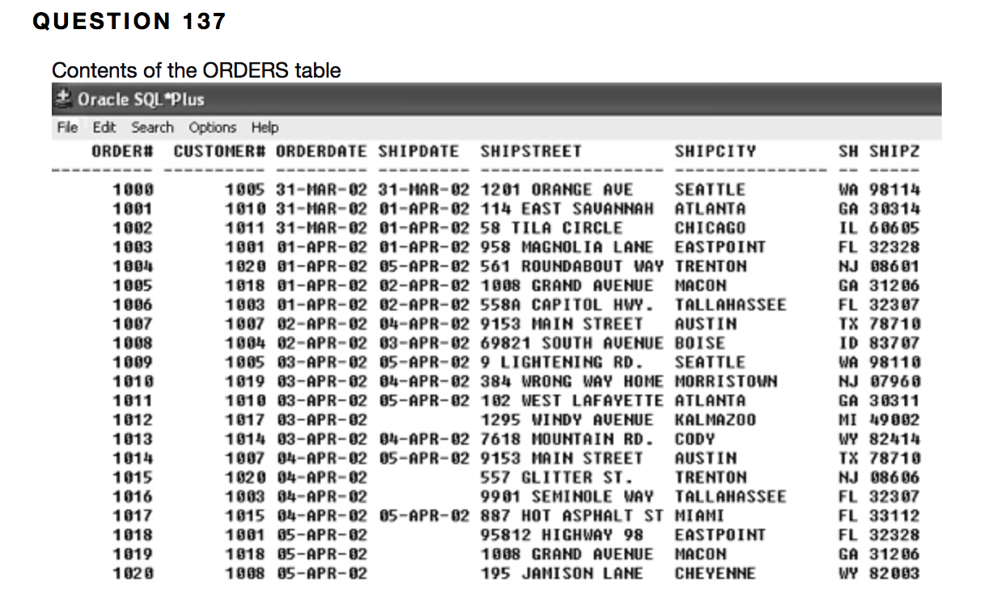 QUESTION 137
Contents of the ORDERS table
Oracle SQL*Plus
File Edit Search Options Help
ORDER# CUSTOMER# ORDERDATE SHIPDATE SHIPSTREET SHIPCITY SH SHIPZ
---------- ---------- --------- --------- ------------------ --------------- -- -----
1000 1005 31-MAR-02 31-MAR-02 1201 ORANGE AVE SEATTLE WA 98114
1001 1010 31-MAR-02 01-APR-02 114 EAST SAVANNAH ATLANTA GA 30314
1002 1011 31-MAR-02 01-APR-02 58 TILA CIRCLE CHICAGO IL 60605
1003 1001 01-APR-02 01-APR-02 958 MAGNOLIA LANE EASTPOINT FL 32328
1004 1020 01-APR-02 05-APR-02 561 ROUNDABOUT WAY TRENTON NJ 08601
1005 1018 01-APR-02 02-APR-02 1008 GRAND AVENUE MACON GA 31206
1006 1003 01-APR-02 02-APR-02 558A CAPITOL HWY. TALLAHASSEE FL 32307
1007 1007 02-APR-02 04-APR-02 9153 MAIN STREET AUSTIN TX 78710
1008 1004 02-APR-02 03-APR-02 69821 SOUTH AVENUE BOISE ID 83707
1009 1005 03-APR-02 05-APR-02 9 LIGHTENING RD. SEATTLE WA 98110
1010 1019 03-APR-02 04-APR-02 384 WRONG WAY HOME MORRISTOWN NJ 07960
1011 1010 03-APR-02 05-APR-02 102 WEST LAFAYETTE ATLANTA GA 30311
1012 1017 03-APR-02 1295 WINDY AVENUE KALMAZOO MI 49002
1013 1014 03-APR-02 04-APR-02 7618 MOUNTAIN RD. CODY WY 82414
1014 1007 04-APR-02 05-APR-02 9153 MAIN STREET AUSTIN TX 78710
1015 1020 04-APR-02 557 GLITTER ST. TRENTON NJ 08606
1016 1003 04-APR-02 9901 SEMINOLE WAY TALLAHASSEE FL 32307
1017 1015 04-APR-02 05-APR-02 887 HOT ASPHALT ST MIAMI FL 33112
1018 1001 05-APR-02 95812 HIGHWAY 98 EASTPOINT FL 32328
1019 1018 05-APR-02 1008 GRAND AVENUE MACON GA 31206
1020 1008 05-APR-02 195 JAMISON LANE CHEYENNE WY 82003